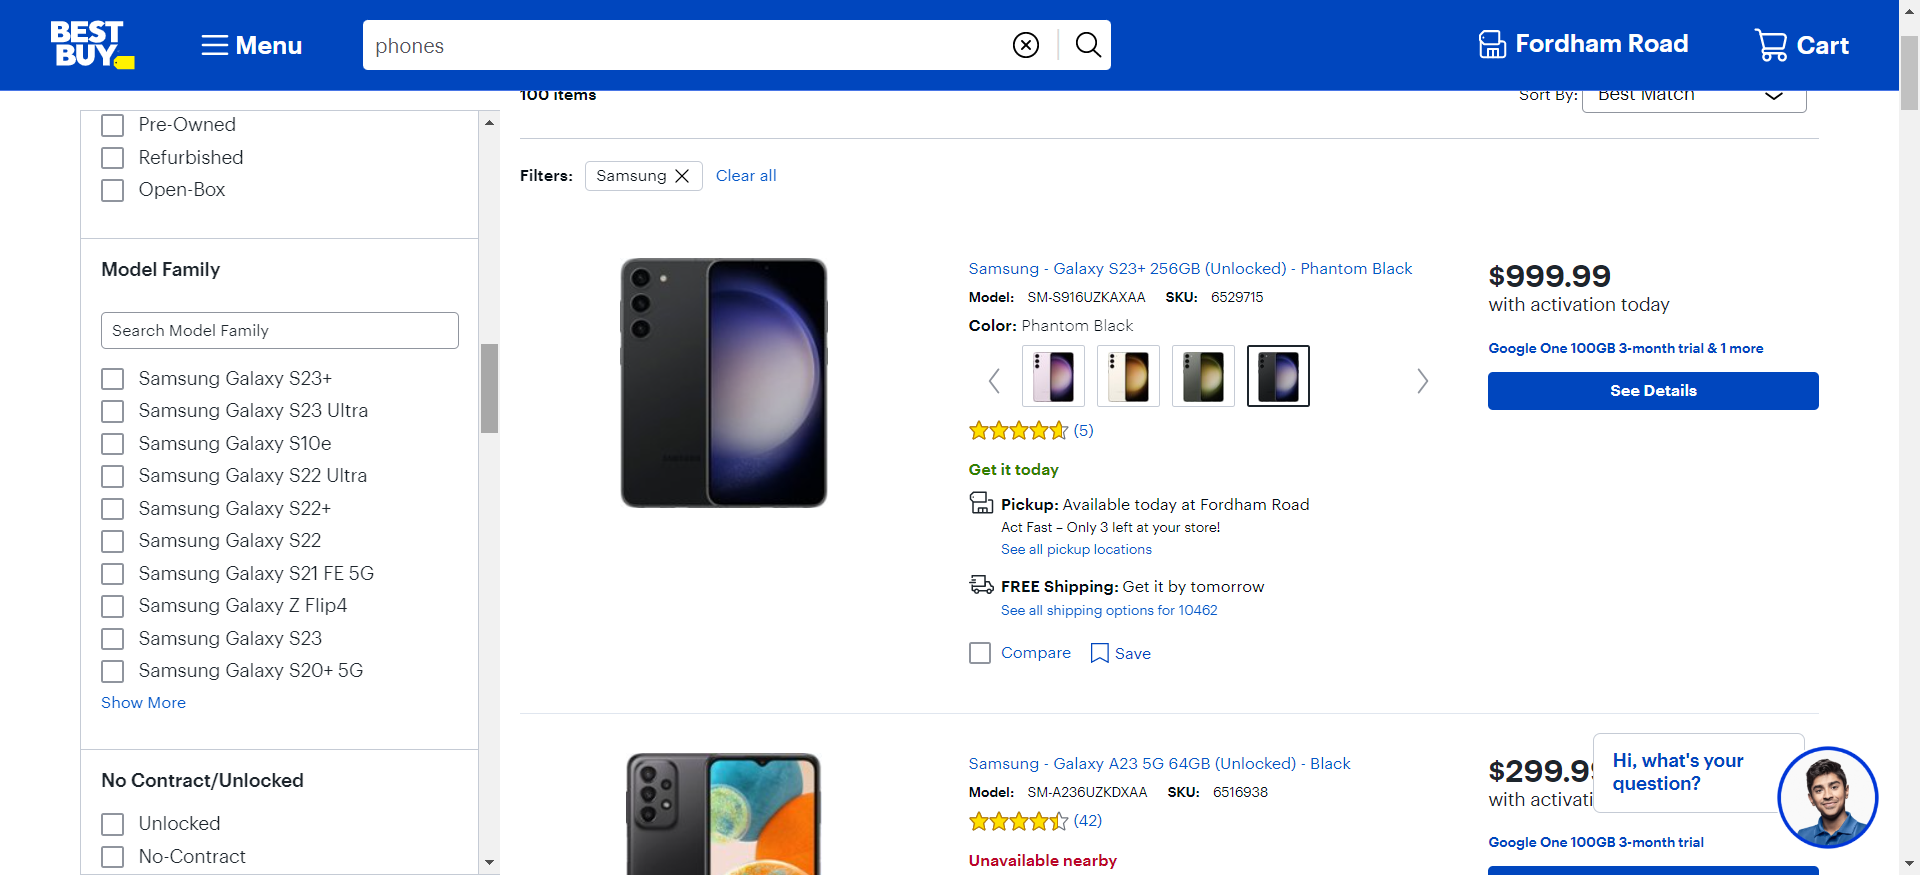 BEST BUY
Menu
phones
Fordham Road
Cart
100 items
Sort By: Best Match
Pre-Owned
Refurbished
Open-Box
Model Family
Search Model Family
Samsung Galaxy S23+
Samsung Galaxy S23 Ultra
Samsung Galaxy S10e
Samsung Galaxy S22 Ultra
Samsung Galaxy S22+
Samsung Galaxy S22
Samsung Galaxy S21 FE 5G
Samsung Galaxy Z Flip4
Samsung Galaxy S23
Samsung Galaxy S20+ 5G
Show More
No Contract/Unlocked
Unlocked
No-Contract
Filters: Samsung Clear all
Samsung - Galaxy S23+ 256GB (Unlocked) - Phantom Black
Model: SM-S916UZKAXAA SKU: 6529715
Color: Phantom Black
(5)
Get it today
Pickup: Available today at Fordham Road
Act Fast – Only 3 left at your store!
See all pickup locations
FREE Shipping: Get it by tomorrow
See all shipping options for 10462
Compare Save
$999.99
with activation today
Google One 100GB 3-month trial & 1 more
See Details
Samsung - Galaxy A23 5G 64GB (Unlocked) - Black
Model: SM-A236UZKDXAA SKU: 6516938
(42)
Unavailable nearby
$299.9
with activati
Google One 100GB 3-month trial
Hi, what's your
question?